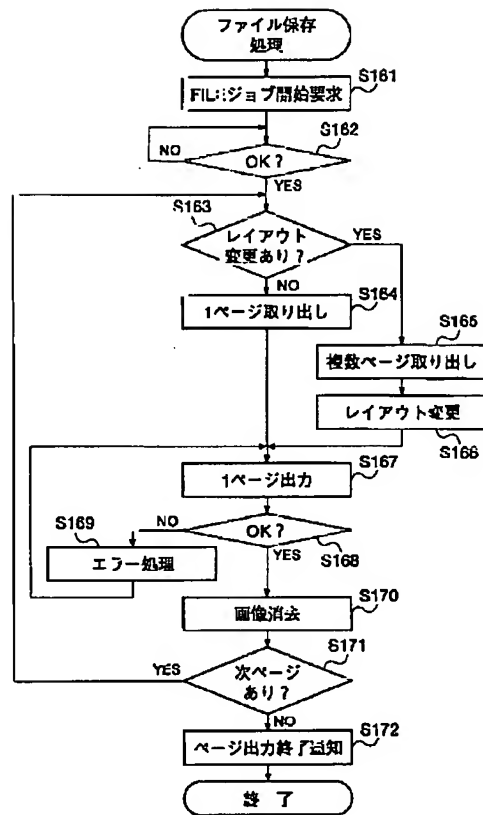 ファイル保存
処理
S161
FILEジョブ開始要求
S162
OK?
NO
YES
S163
レイアウト
変更あり?
YES
NO
S164
1ページ取り出し
S165
複数ページ取り出し
レイアウト変更
S166
S167
1ページ出力
S169
NO
OK?
エラー処理
YES
S168
S170
画像消去
S171
YES
次ページ
あり?
NO
S172
ページ出力終了通知
終 了